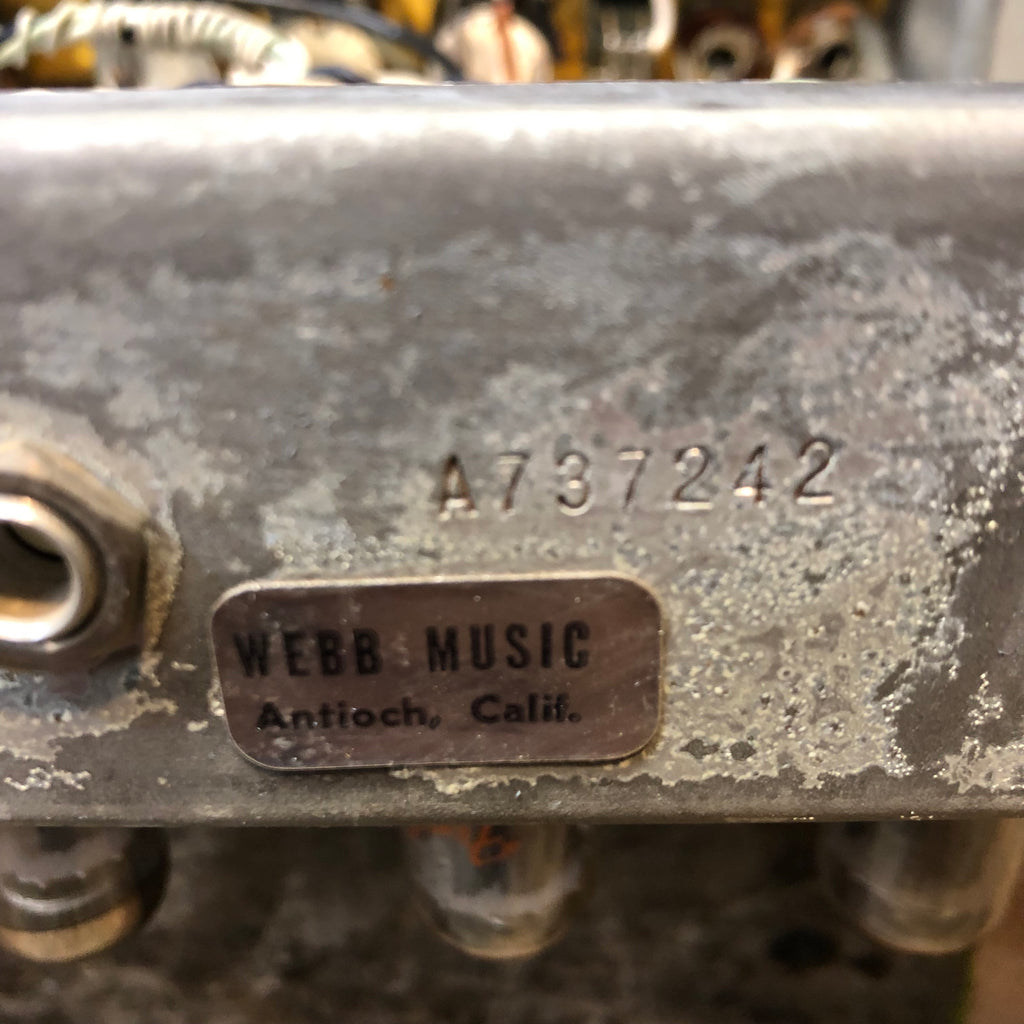 A737242
WEBB MUSIC
Antioch, Calif.